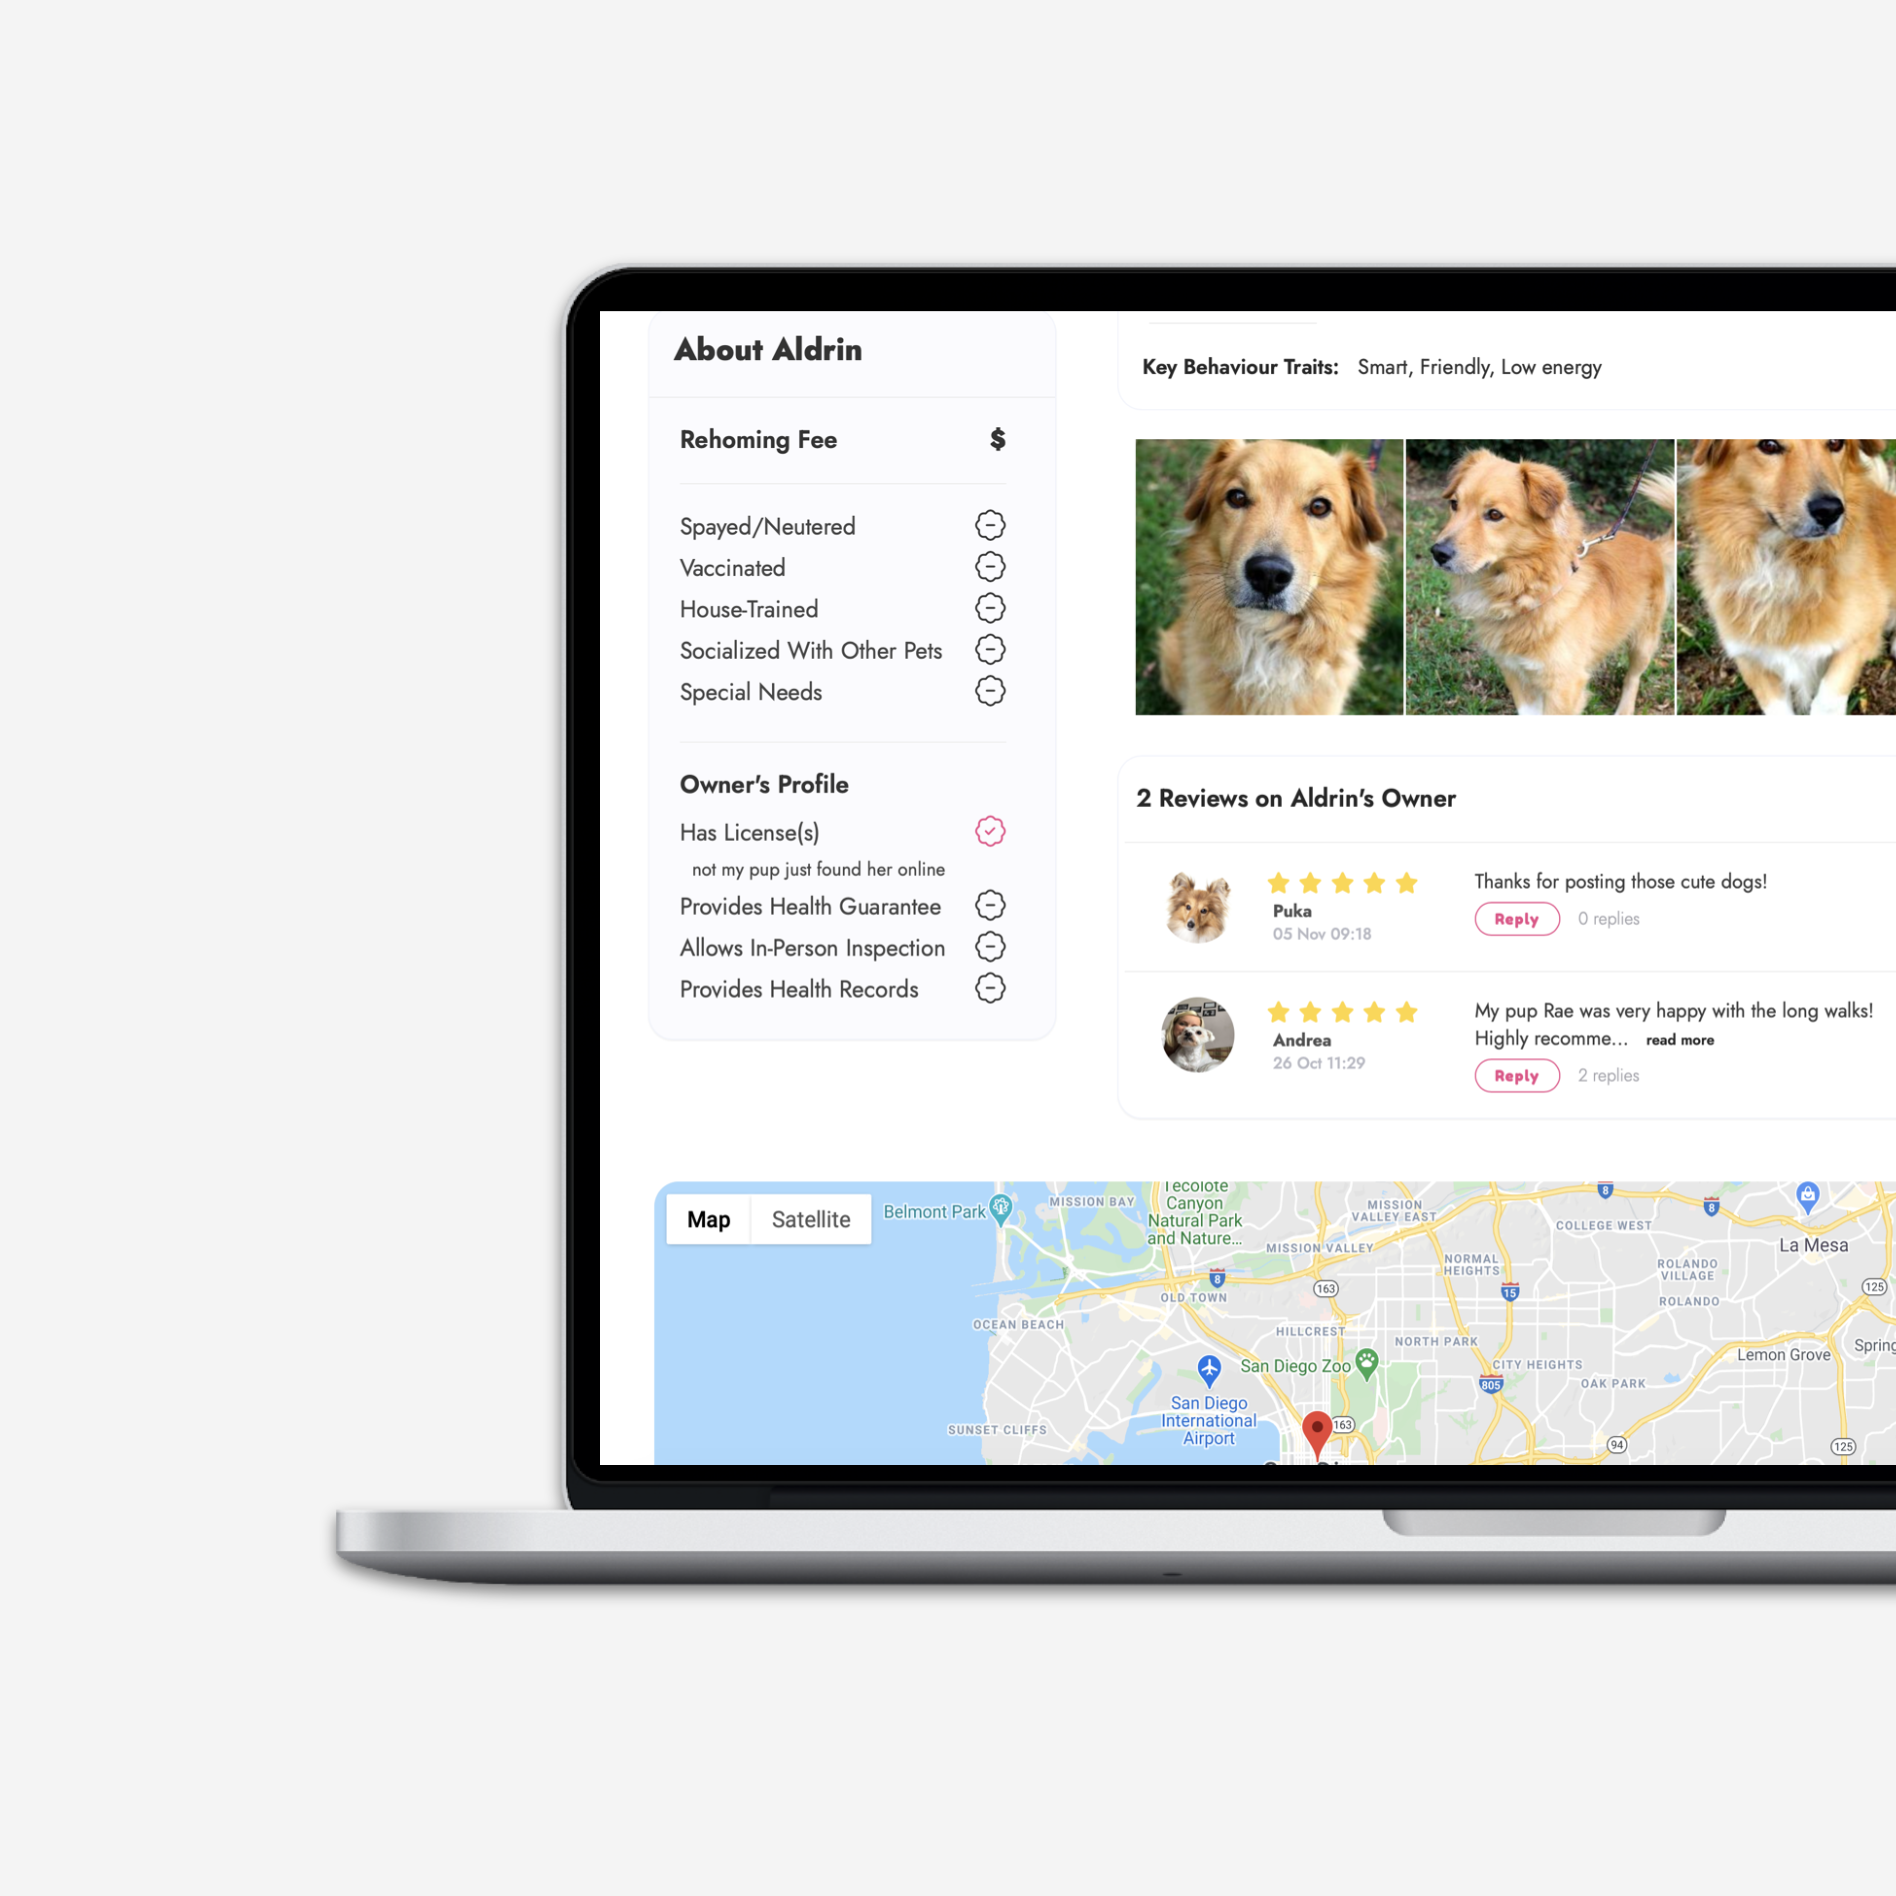 About Aldrin
Rehoming Fee $
Spayed/Neutered
Vaccinated
House-Trained
Socialized With Other Pets
Special Needs
Owner's Profile
Has License(s)
not my pup just found her online
Provides Health Guarantee
Allows In-Person Inspection
Provides Health Records
Key Behaviour Traits: Smart, Friendly, Low energy
2 Reviews on Aldrin's Owner
Puka
05 Nov 09:18
Thanks for posting those cute dogs!
Reply 0 replies
Andrea
26 Oct 11:29
My pup Rae was very happy with the long walks!
Highly recomme... read more
Reply 2 replies
Map Satellite
Belmont Park
MISSION BAY
Tecolote
Canyon
Natural Park
and Nature...
MISSION
VALLEY EAST
8
8
COLLEGE WEST
La Mesa
MISSION VALLEY
NORMAL
HEIGHTS
ROLANDO
VILLAGE
8
163
15
125
OLD TOWN
ROLANDO
OCEAN BEACH
HILLCREST
NORTH PARK
Lemon Grove
Spring
San Diego Zoo
CITY HEIGHTS
805
OAK PARK
San Diego
International
Airport
SUNSET CLIFFS
163
94
125